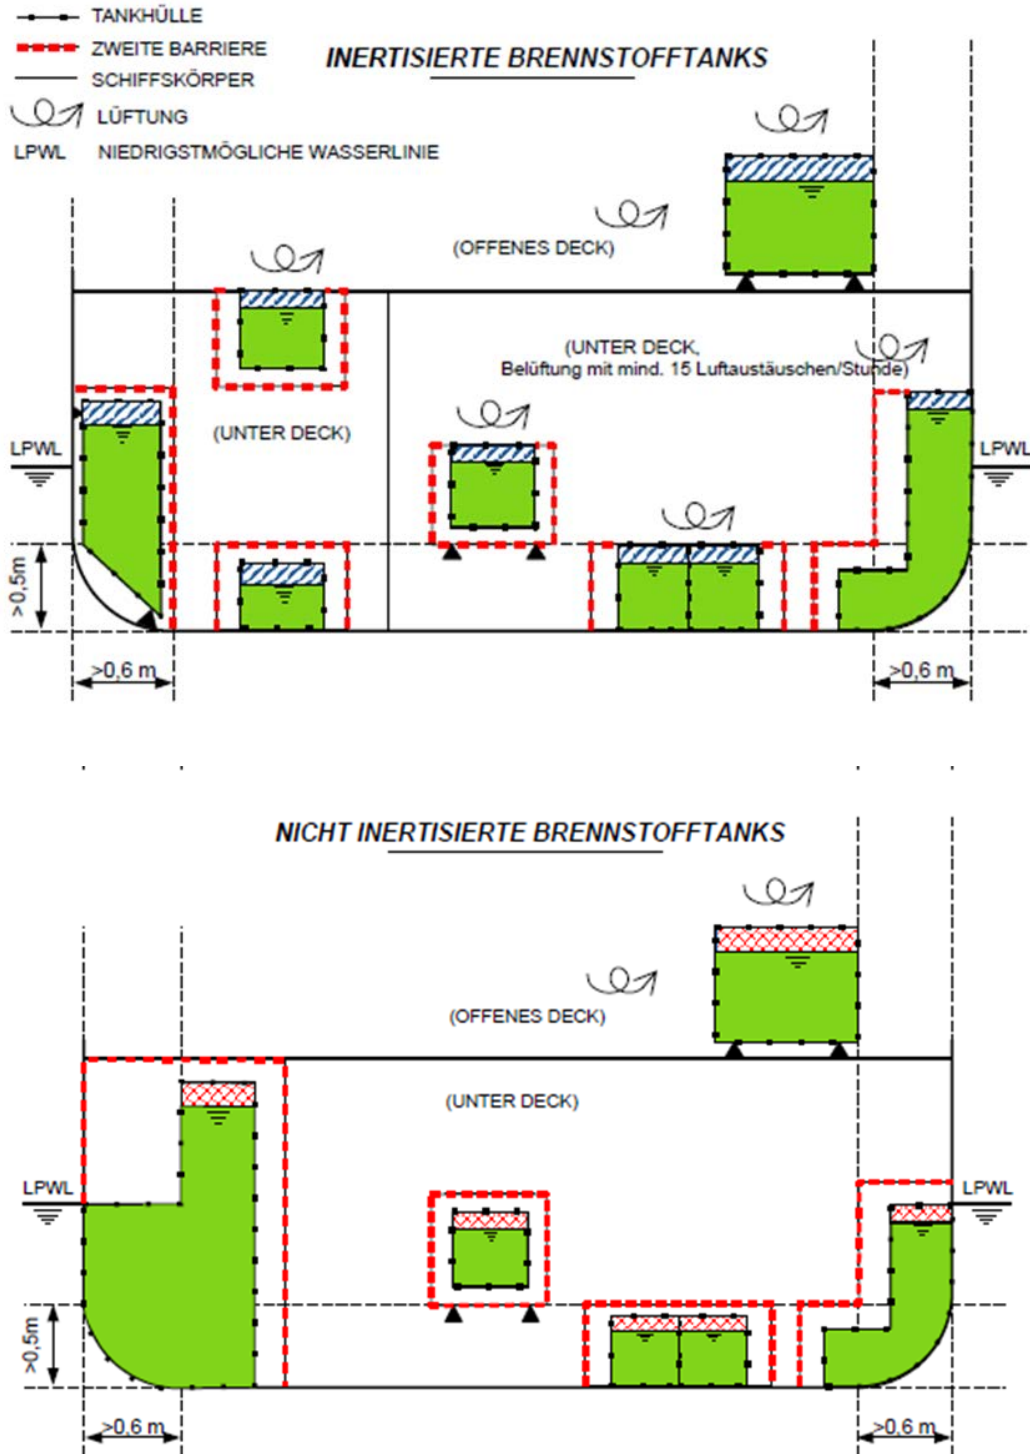 TANKHÜLLE
ZWEITE BARRIERE
SCHIFFSKÖRPER
LÜFTUNG
LPWL NIEDRIGSTMÖGLICHE WASSERLINIE
INERTISIERTE BRENNSTOFFTANKS
(OFFENES DECK)
(UNTER DECK,
Belüftung mit mind. 15 Luftaustäuschen/Stunde)
(UNTER DECK)
LPWL
LPWL
>0,5m
>0,6 m
>0,6 m
NICHT INERTISIERTE BRENNSTOFFTANKS
(OFFENES DECK)
(UNTER DECK)
LPWL
LPWL
>0,5m
>0,6 m
>0,6 m